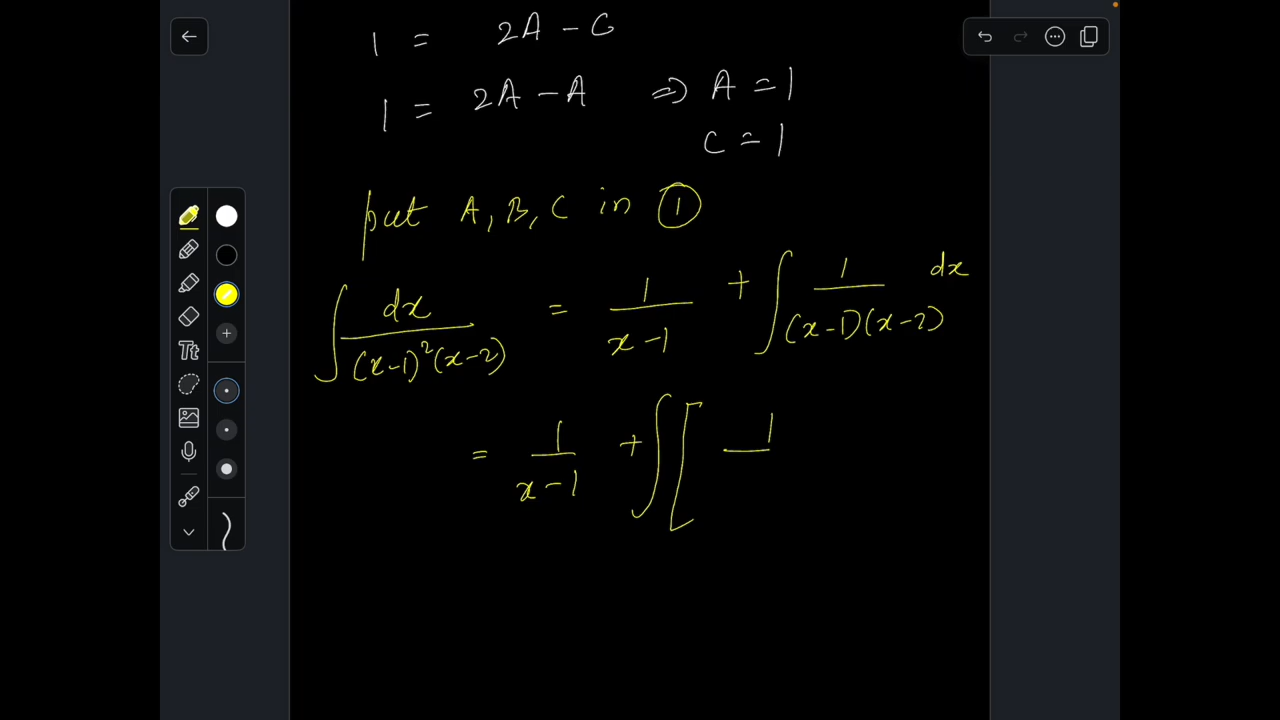 1 = 2A - C
1 = 2A - A ⇒ A = 1
C = 1
put A, B, C in ①
∫ dx/((x-1)²(x-2)) = 1/(x-1) + ∫ 1/((x-1)(x-2)) dx
= 1/(x-1) + ∫ [ 1/
Tt